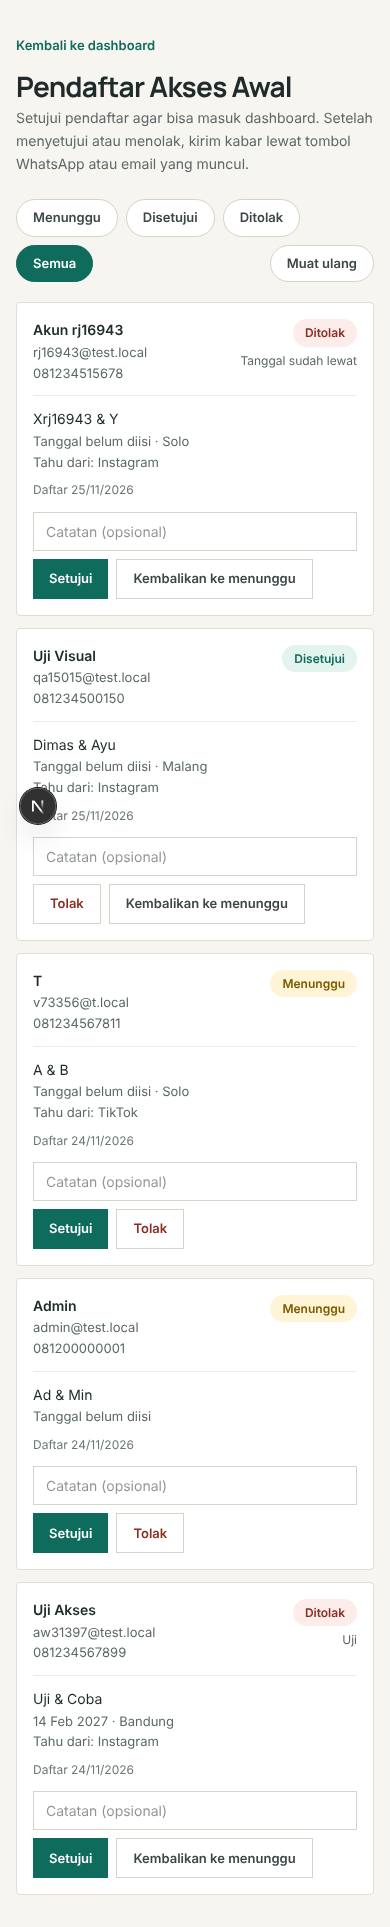 Kembali ke dashboard
Pendaftar Akses Awal
Setujui pendaftar agar bisa masuk dashboard. Setelah
menyetujui atau menolak, kirim kabar lewat tombol
WhatsApp atau email yang muncul.
Menunggu
Disetujui
Ditolak
Semua
Muat ulang
Akun rj16943
Ditolak
rj16943@test.local
Tanggal sudah lewat
081234515678
Xrj16943 & Y
Tanggal belum diisi · Solo
Tahu dari: Instagram
Daftar 25/11/2026
Catatan (opsional)
Setujui
Kembalikan ke menunggu
Uji Visual
Disetujui
qa15015@test.local
081234500150
Dimas & Ayu
Tanggal belum diisi · Malang
Tahu dari: Instagram
N
25/11/2026
Catatan (opsional)
Tolak
Kembalikan ke menunggu
T
Menunggu
v73356@t.local
081234567811
A & B
Tanggal belum diisi · Solo
Tahu dari: TikTok
Daftar 24/11/2026
Catatan (opsional)
Setujui
Tolak
Admin
Menunggu
admin@test.local
081200000001
Ad & Min
Tanggal belum diisi
Daftar 24/11/2026
Catatan (opsional)
Setujui
Tolak
Uji Akses
Ditolak
aw31397@test.local
Uji
081234567899
Uji & Coba
14 Feb 2027 · Bandung
Tahu dari: Instagram
Daftar 24/11/2026
Catatan (opsional)
Setujui
Kembalikan ke menunggu